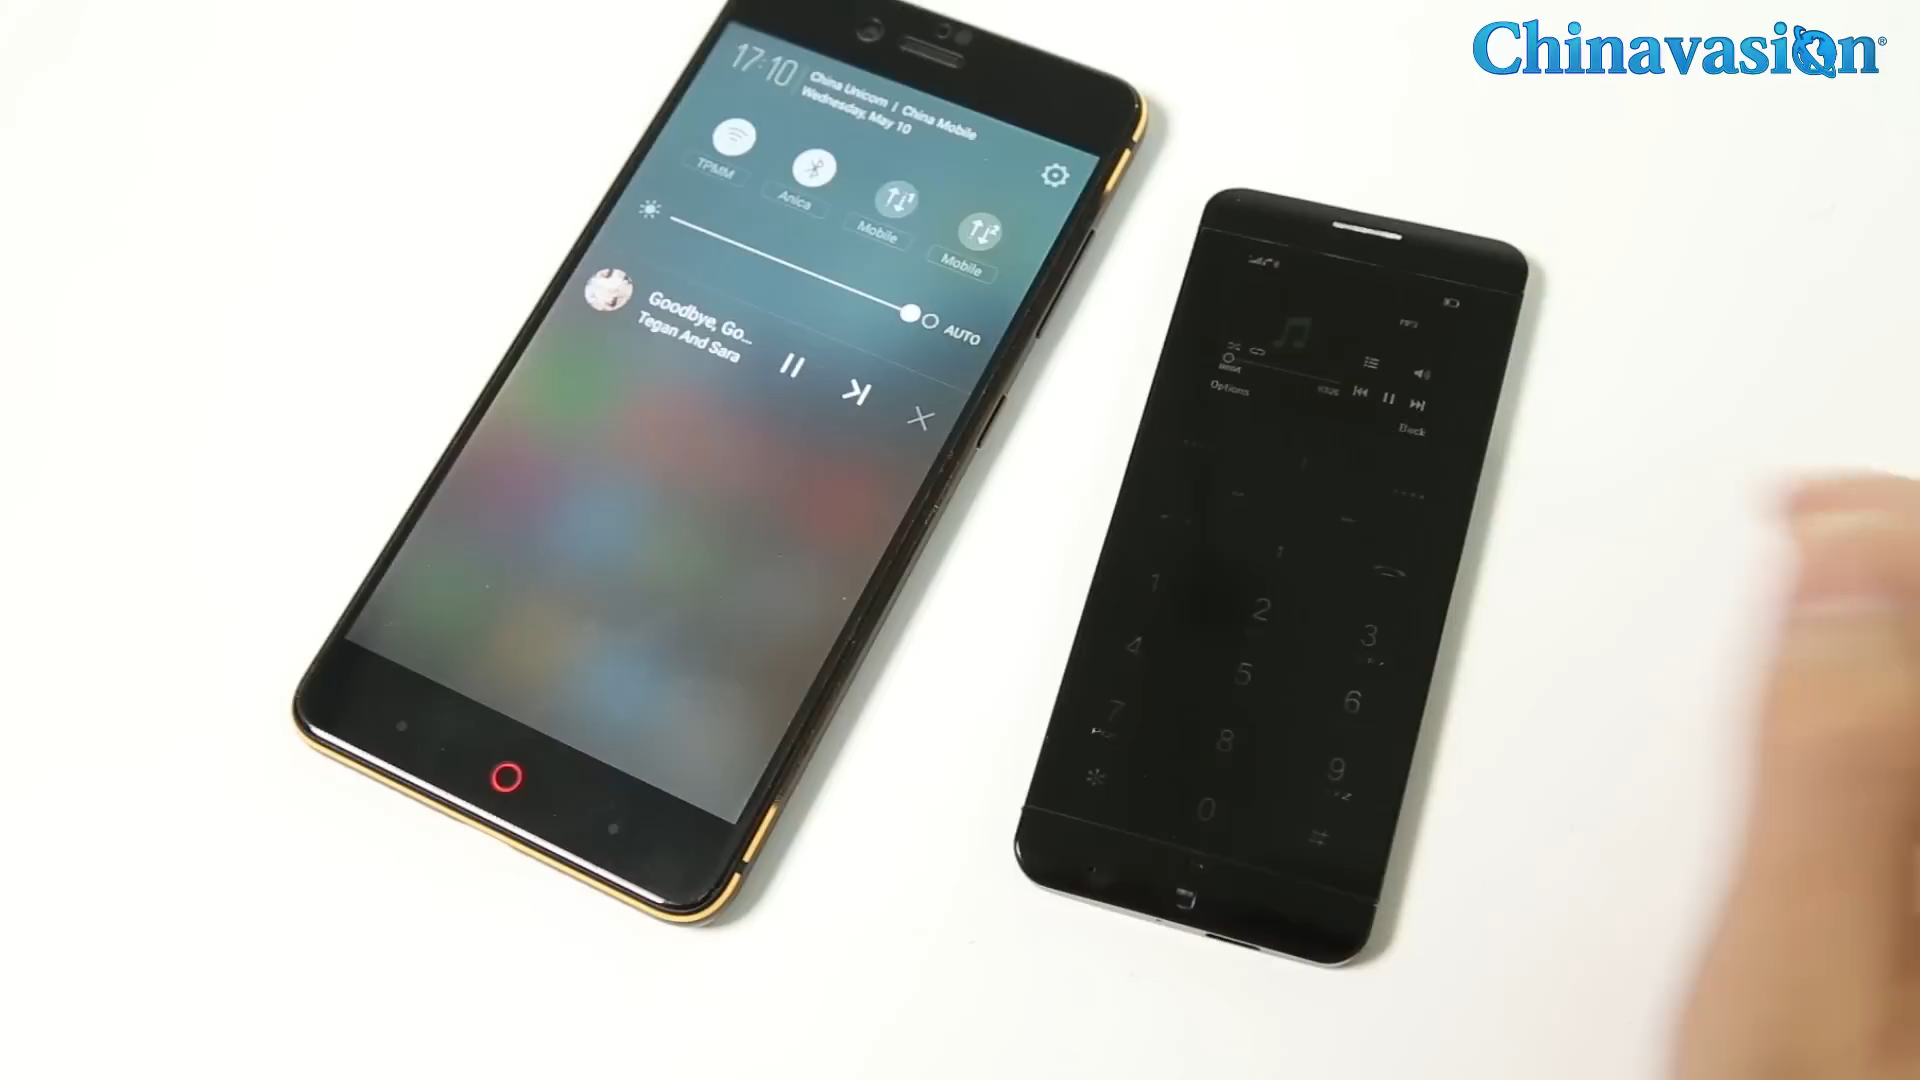 Chinavasion®
17:10
China Unicom | China Mobile
Wednesday, May 10
TPMM
Anica
Mobile
Mobile
AUTO
Goodbye, Go...
Tegan And Sara
MP3
Options
Back
1
2
3
4
5
6
7
8
9
*
0
#